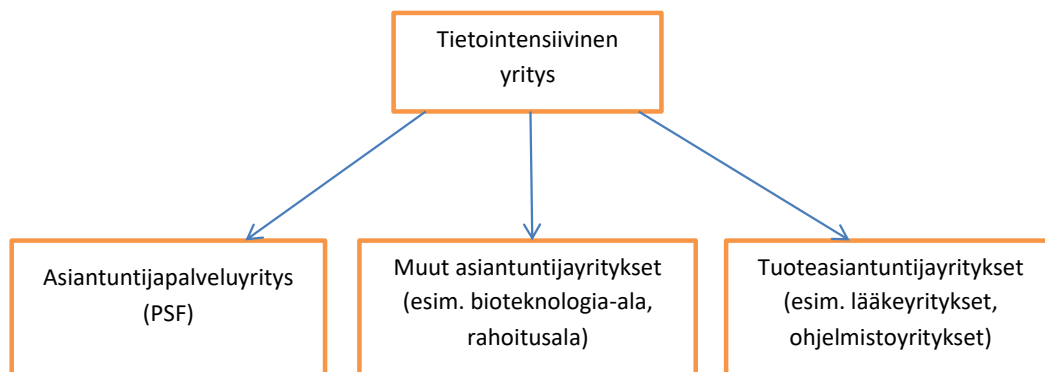 Tietointensiivinen
yritys
Asiantuntijapalveluyritys
(PSF)
Muut asiantuntijayritykset
(esim. bioteknologia-ala,
rahoitusala)
Tuoteasiantuntijayritykset
(esim. lääkeyritykset,
ohjelmistoyritykset)